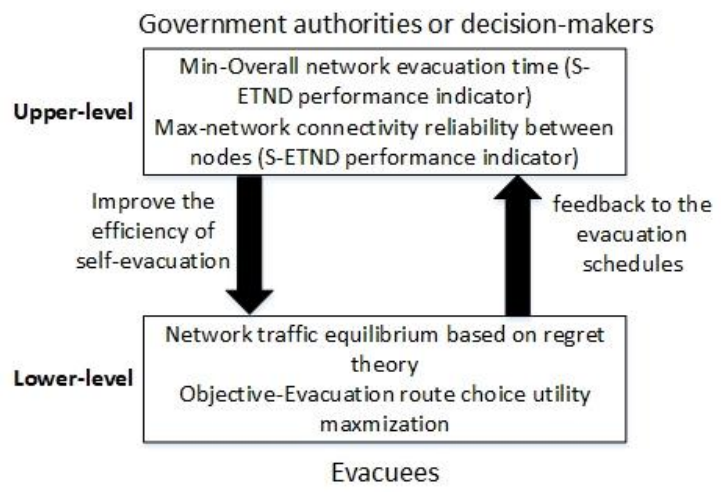 Government authorities or decision-makers
Upper-level
Min-Overall network evacuation time (S-
ETND performance indicator)
Max-network connectivity reliability between
nodes (S-ETND performance indicator)
Improve the
efficiency of
self-evacuation
feedback to the
evacuation
schedules
Lower-level
Network traffic equilibrium based on regret
theory
Objective-Evacuation route choice utility
maxmization
Evacuees